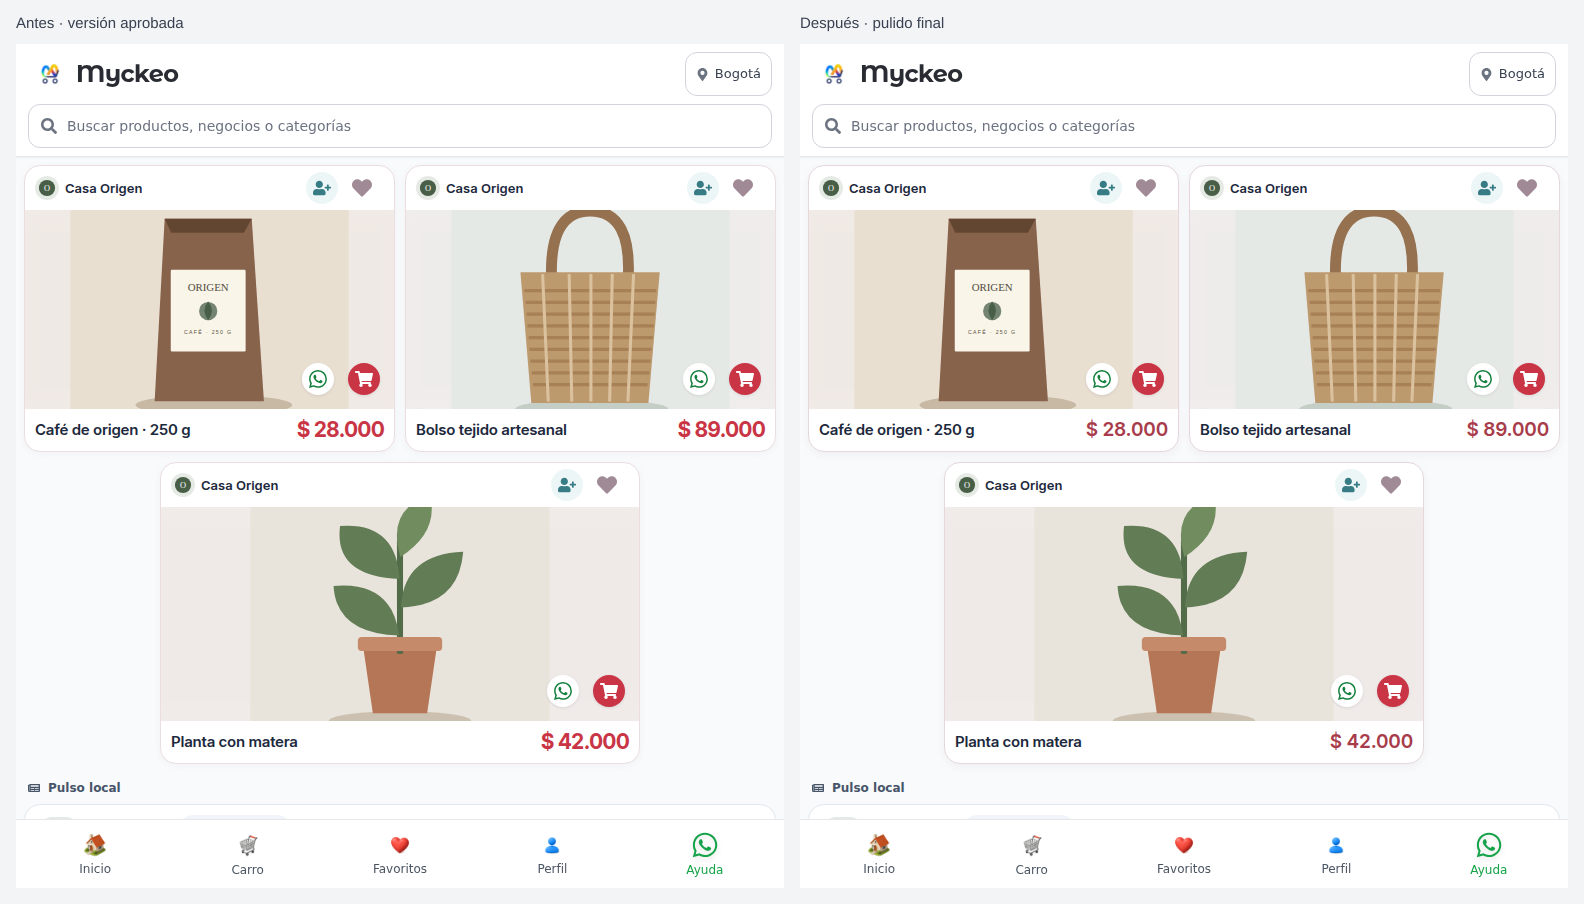 Antes · versión aprobada
Myckeo
Bogotá
Buscar productos, negocios o categorías
O Casa Origen
O Casa Origen
ORIGEN
CAFÉ · 250 G
Café de origen · 250 g $ 28.000
Bolso tejido artesanal $ 89.000
O Casa Origen
Planta con matera $ 42.000
Pulso local
Inicio Carro Favoritos Perfil Ayuda
Después · pulido final
Myckeo
Bogotá
Buscar productos, negocios o categorías
O Casa Origen
O Casa Origen
ORIGEN
CAFÉ · 250 G
Café de origen · 250 g $ 28.000
Bolso tejido artesanal $ 89.000
O Casa Origen
Planta con matera $ 42.000
Pulso local
Inicio Carro Favoritos Perfil Ayuda